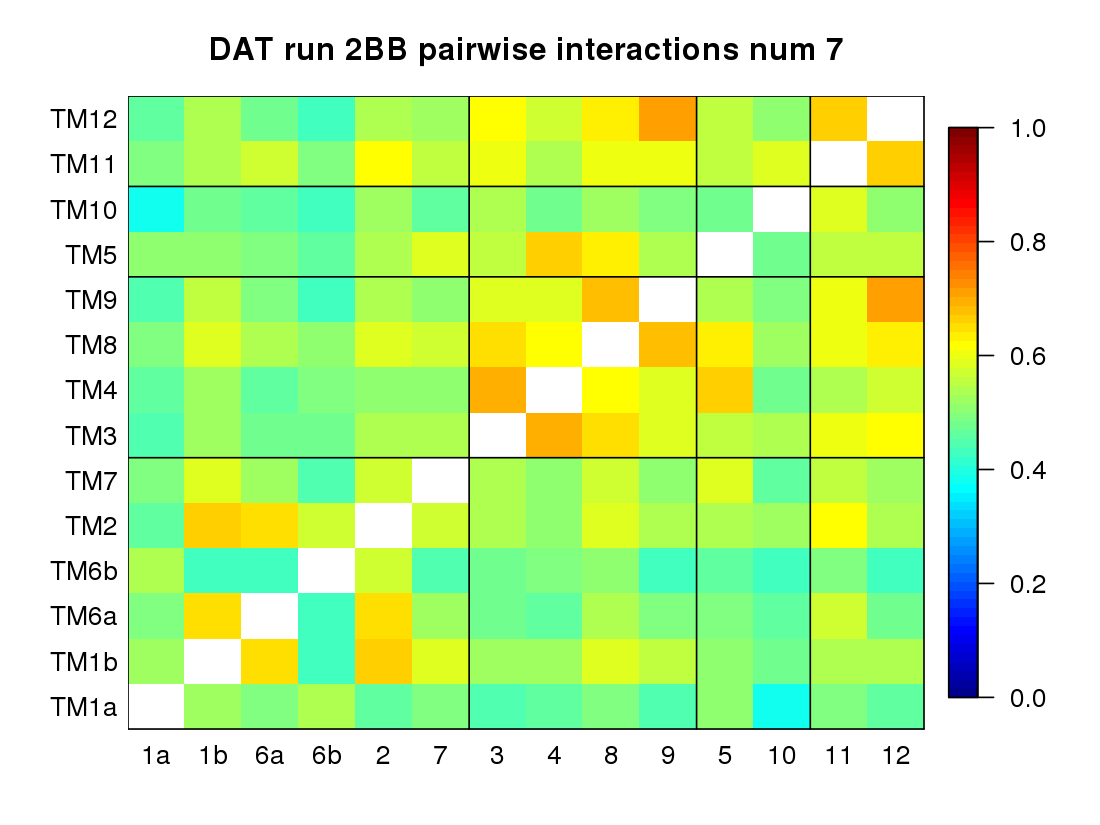 DAT run 2BB pairwise interactions num 7
TM12
TM11
TM10
TM5
TM9
TM8
TM4
TM3
TM7
TM2
TM6b
TM6a
TM1b
TM1a
1a 1b 6a 6b 2 7 3 4 8 9 5 10 11 12
1.0
0.8
0.6
0.4
0.2
0.0